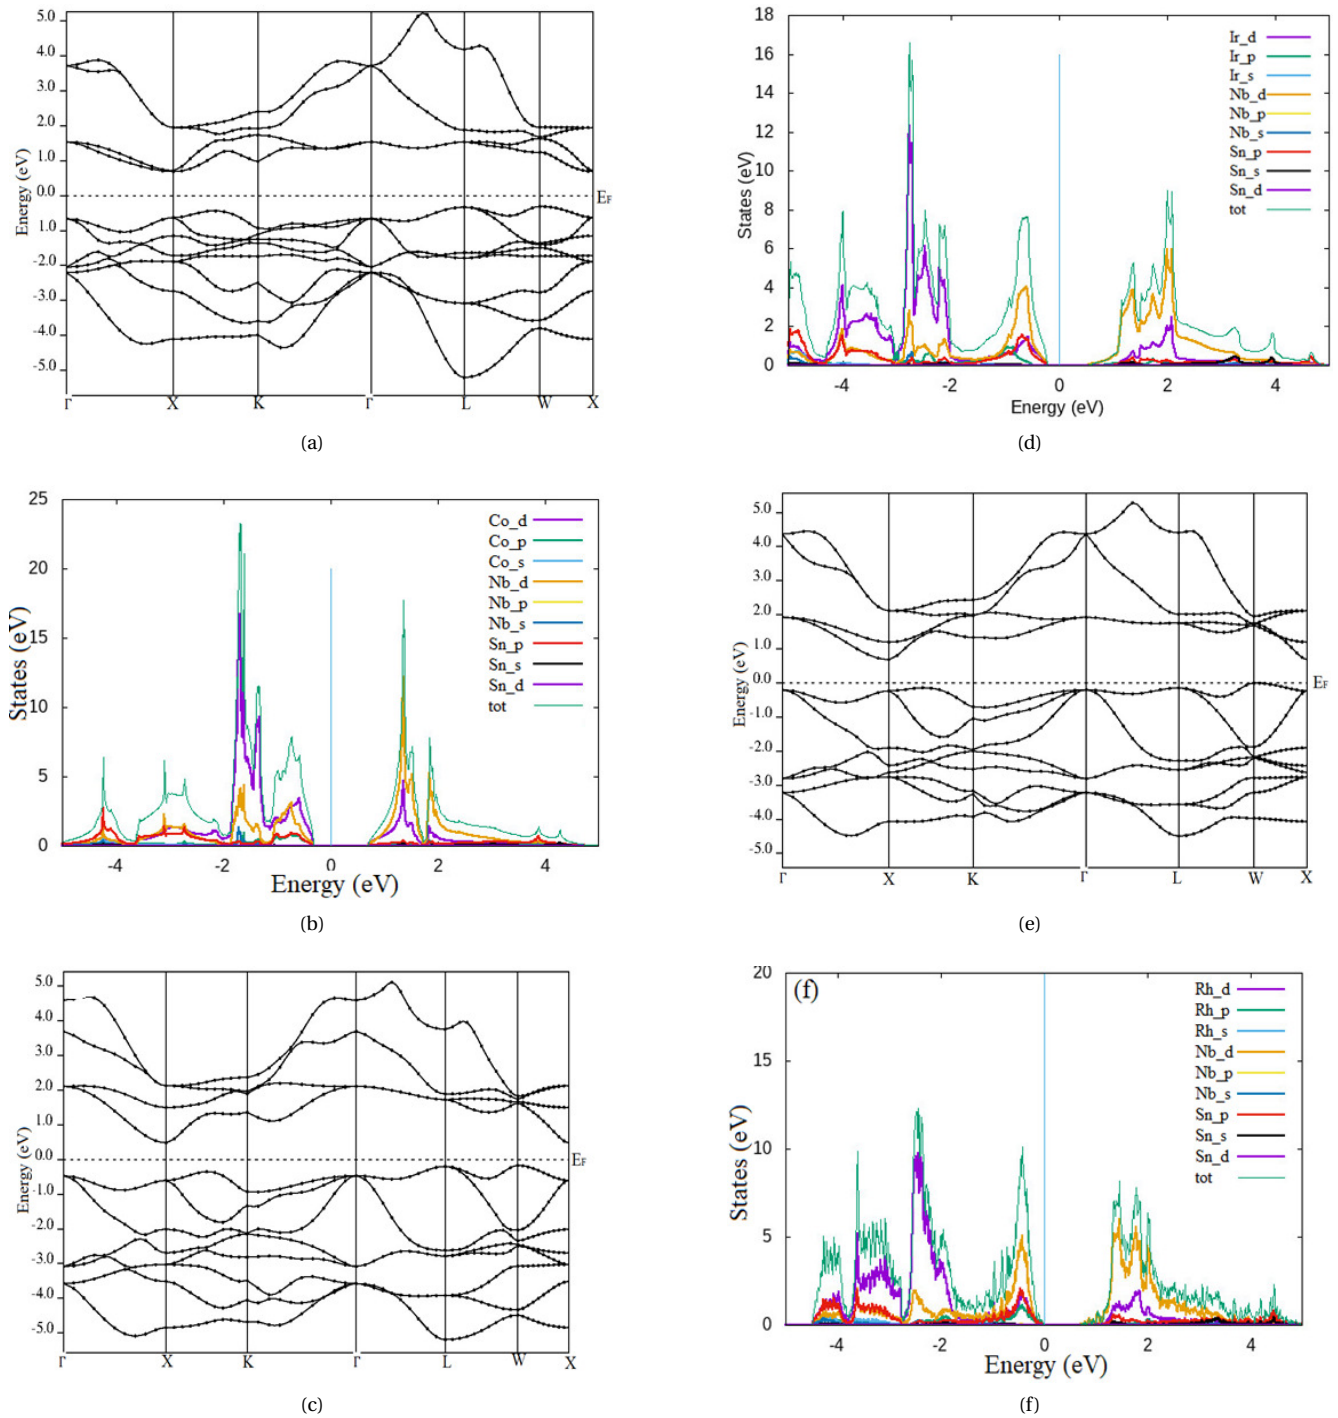 5.0
4.0
3.0
2.0
1.0
0.0
1.0
-2.0
-3.0
-4.0
-5.0
Energy (eV)
E_F
Γ X K Γ L W X
(a)
18
16
14
12
10
8
6
4
2
0
States (eV)
Ir_d
Ir_p
Ir_s
Nb_d
Nb_p
Nb_s
Sn_p
Sn_s
Sn_d
tot
-4 -2 0 2 4
Energy (eV)
(d)
25
20
15
10
5
0
States (eV)
Co_d
Co_p
Co_s
Nb_d
Nb_p
Nb_s
Sn_p
Sn_s
Sn_d
tot
-4 -2 0 2 4
Energy (eV)
(b)
5.0
4.0
3.0
2.0
1.0
0.0
-1.0
-2.0
-3.0
-4.0
-5.0
Energy (eV)
E_F
Γ X K Γ L W X
(e)
5.0
4.0
3.0
2.0
1.0
0.0
-1.0
-2.0
-3.0
-4.0
-5.0
Energy (eV)
E_F
Γ X K Γ L W X
(c)
20
15
10
5
0
States (eV)
(f)
Rh_d
Rh_p
Rh_s
Nb_d
Nb_p
Nb_s
Sn_p
Sn_s
Sn_d
tot
-4 -2 0 2 4
Energy (eV)
(f)